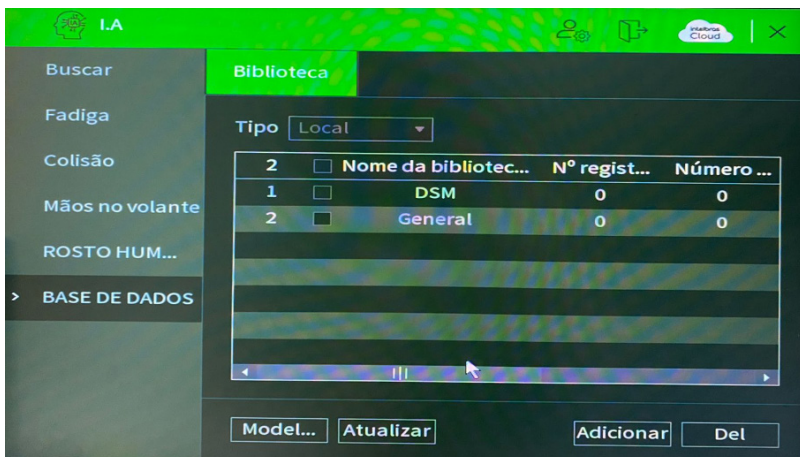 I.A
intelbras
Cloud
Buscar
Fadiga
Colisão
Mãos no volante
ROSTO HUM...
> BASE DE DADOS
Biblioteca
Tipo Local
2 Nome da bibliotec... Nº regist... Número ...
1 DSM 0 0
2 General 0 0
Model... Atualizar Adicionar Del